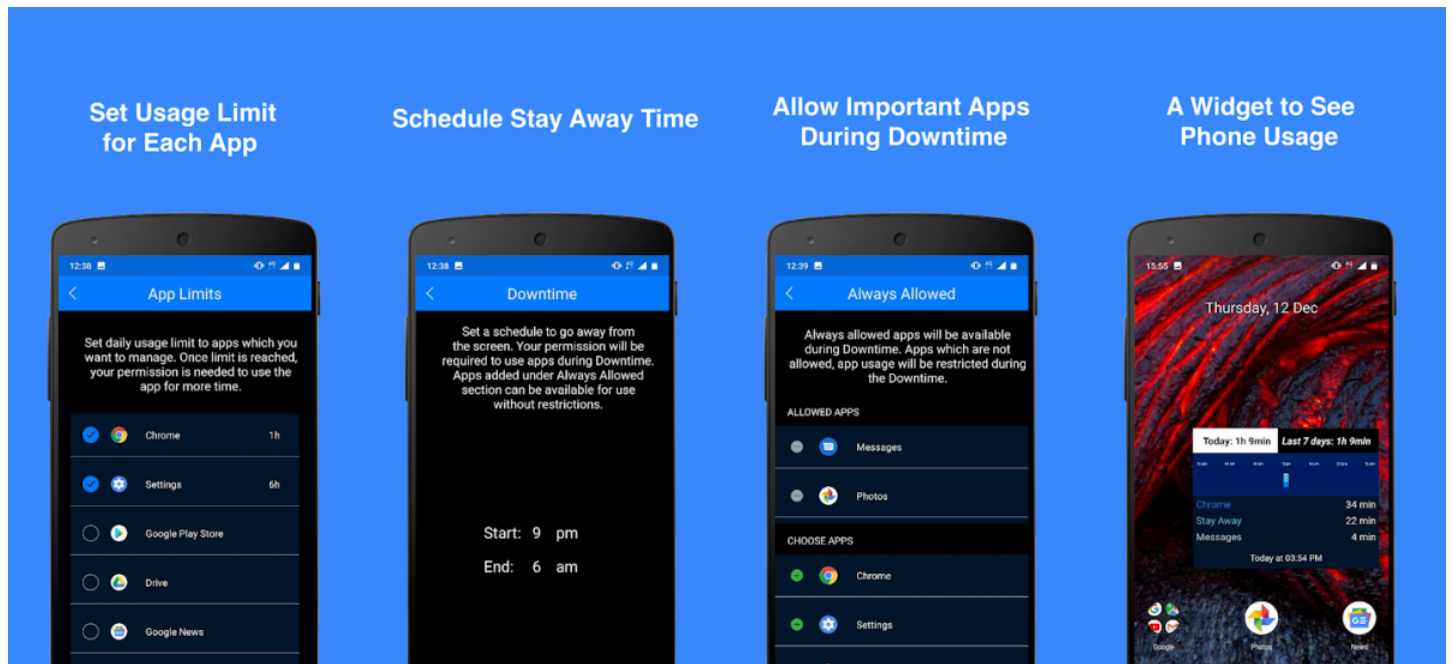 Set Usage Limit
for Each App
12:38
App Limits
Set daily usage limit to apps which you
want to manage. Once limit is reached,
your permission is needed to use the
app for more time.
Chrome 1h
Settings 6h
Google Play Store
Drive
Google News
Schedule Stay Away Time
12:38
Downtime
Set a schedule to go away from
the screen. Your permission will be
required to use apps during Downtime.
Apps added under Always Allowed
section can be available for use
without restrictions.
Start: 9 pm
End: 6 am
Allow Important Apps
During Downtime
12:39
Always Allowed
Always allowed apps will be available
during Downtime. Apps which are not
allowed, app usage will be restricted during
the Downtime.
ALLOWED APPS
Messages
Photos
CHOOSE APPS
Chrome
Settings
A Widget to See
Phone Usage
15:55
Thursday, 12 Dec
Today: 1h 9min Last 7 days: 1h 9min
Chrome 34 min
Stay Away 22 min
Messages 4 min
Today at 03:54 PM
Google Photos News